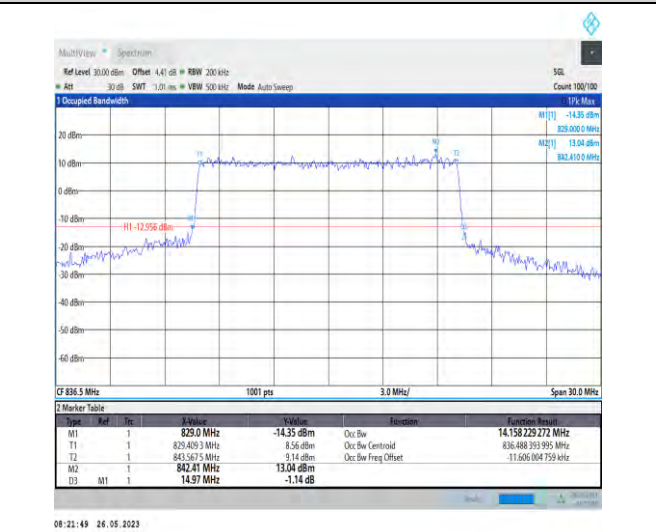 MultiView Spectrum
Ref Level 30.00 dBm Offset 4.41 dB RBW 200 kHz SGL
Att 30 dB SWT 1.01 ms VBW 500 kHz Mode Auto Sweep Count 100/100
1 Occupied Bandwidth 1Pk Max
M1[1] -14.35 dBm
829.000 0 MHz
M2[1] 13.04 dBm
842.410 0 MHz
20 dBm
M2
T1
T2
10 dBm
0 dBm
-10 dBm
H1 -12.956 dBm
-20 dBm
-30 dBm
-40 dBm
-50 dBm
-60 dBm
CF 836.5 MHz 1001 pts 3.0 MHz/ Span 30.0 MHz
2 Marker Table
Type Ref Trc X-Value Y-Value Function Function Result
M1 1 829.0 MHz -14.35 dBm Occ Bw 14.158 229 272 MHz
T1 1 829.409 3 MHz 8.56 dBm Occ Bw Centroid 836.488 393 995 MHz
T2 1 843.567 5 MHz 9.14 dBm Occ Bw Freq Offset -11.606 004 759 kHz
M2 1 842.41 MHz 13.04 dBm
D3 M1 1 14.97 MHz -1.14 dB
08:21:49 26.05.2023